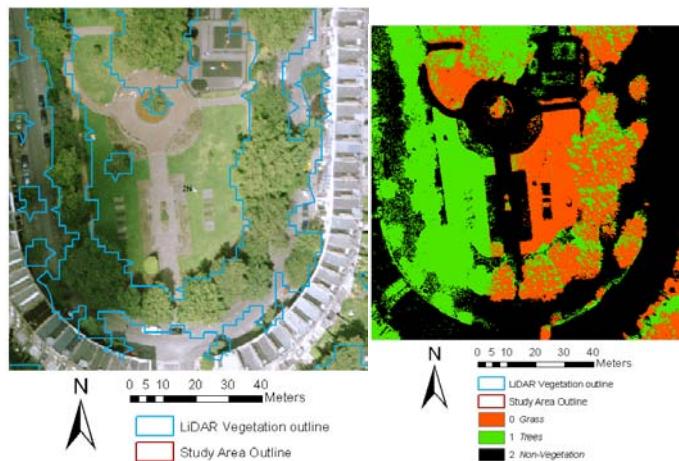 N
0 5 10 20 30 40
Meters
LiDAR Vegetation outline
Study Area Outline
N
0 5 10 20 30 40
Meters
LiDAR Vegetation outline
Study Area Outline
0 Grass
1 Trees
2 Non-Vegetation